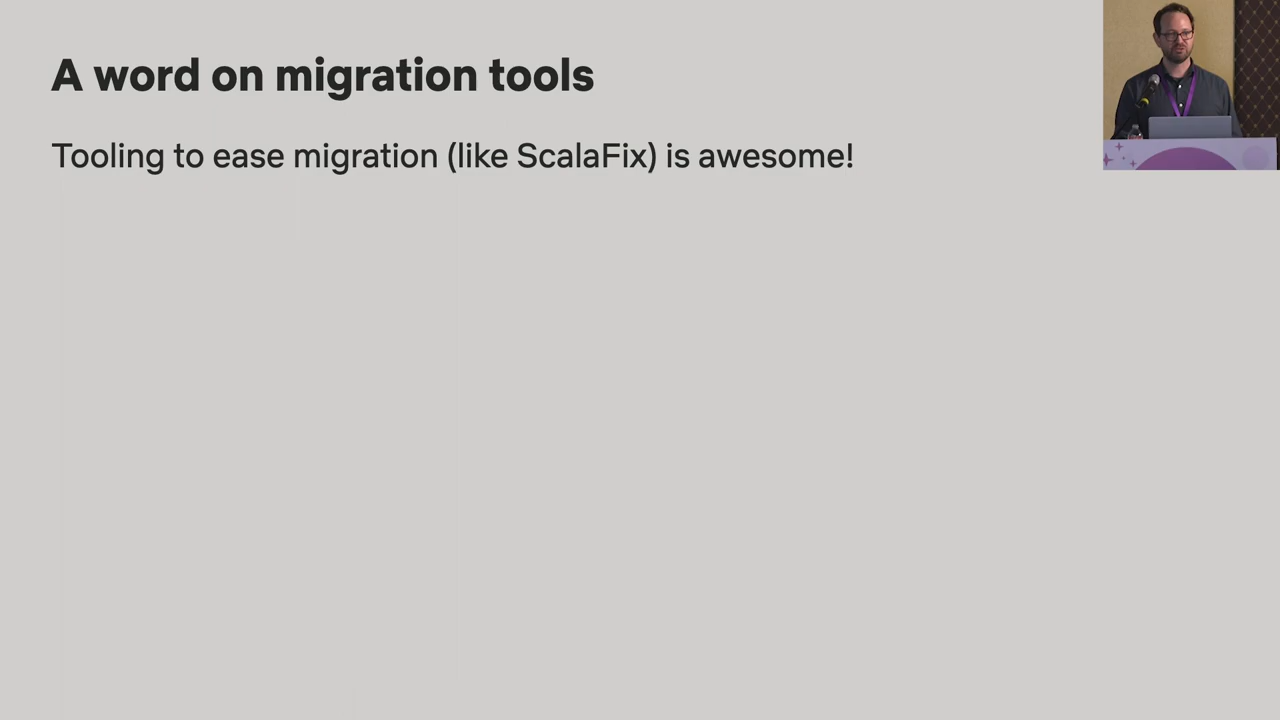 A word on migration tools
Tooling to ease migration (like ScalaFix) is awesome!